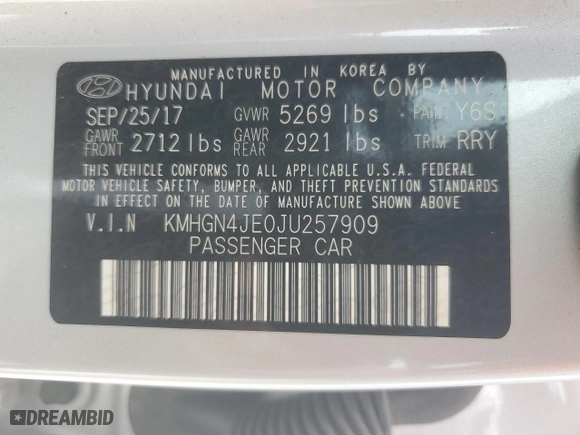 MANUFACTURED IN KOREA BY
HYUNDAI MOTOR COMPANY
SEP/25/17 GVWR 5269 lbs PAINT Y6S
GAWR FRONT 2712 lbs GAWR REAR 2921 lbs TRIM RRY
THIS VEHICLE CONFORMS TO ALL APPLICABLE U.S.A. FEDERAL
MOTOR VEHICLE SAFETY, BUMPER, AND THEFT PREVENTION STANDARDS
IN EFFECT ON THE DATE OF MANUFACTURE SHOWN ABOVE
V.I.N KMHGN4JE0JU257909
PASSENGER CAR
DREAMBID